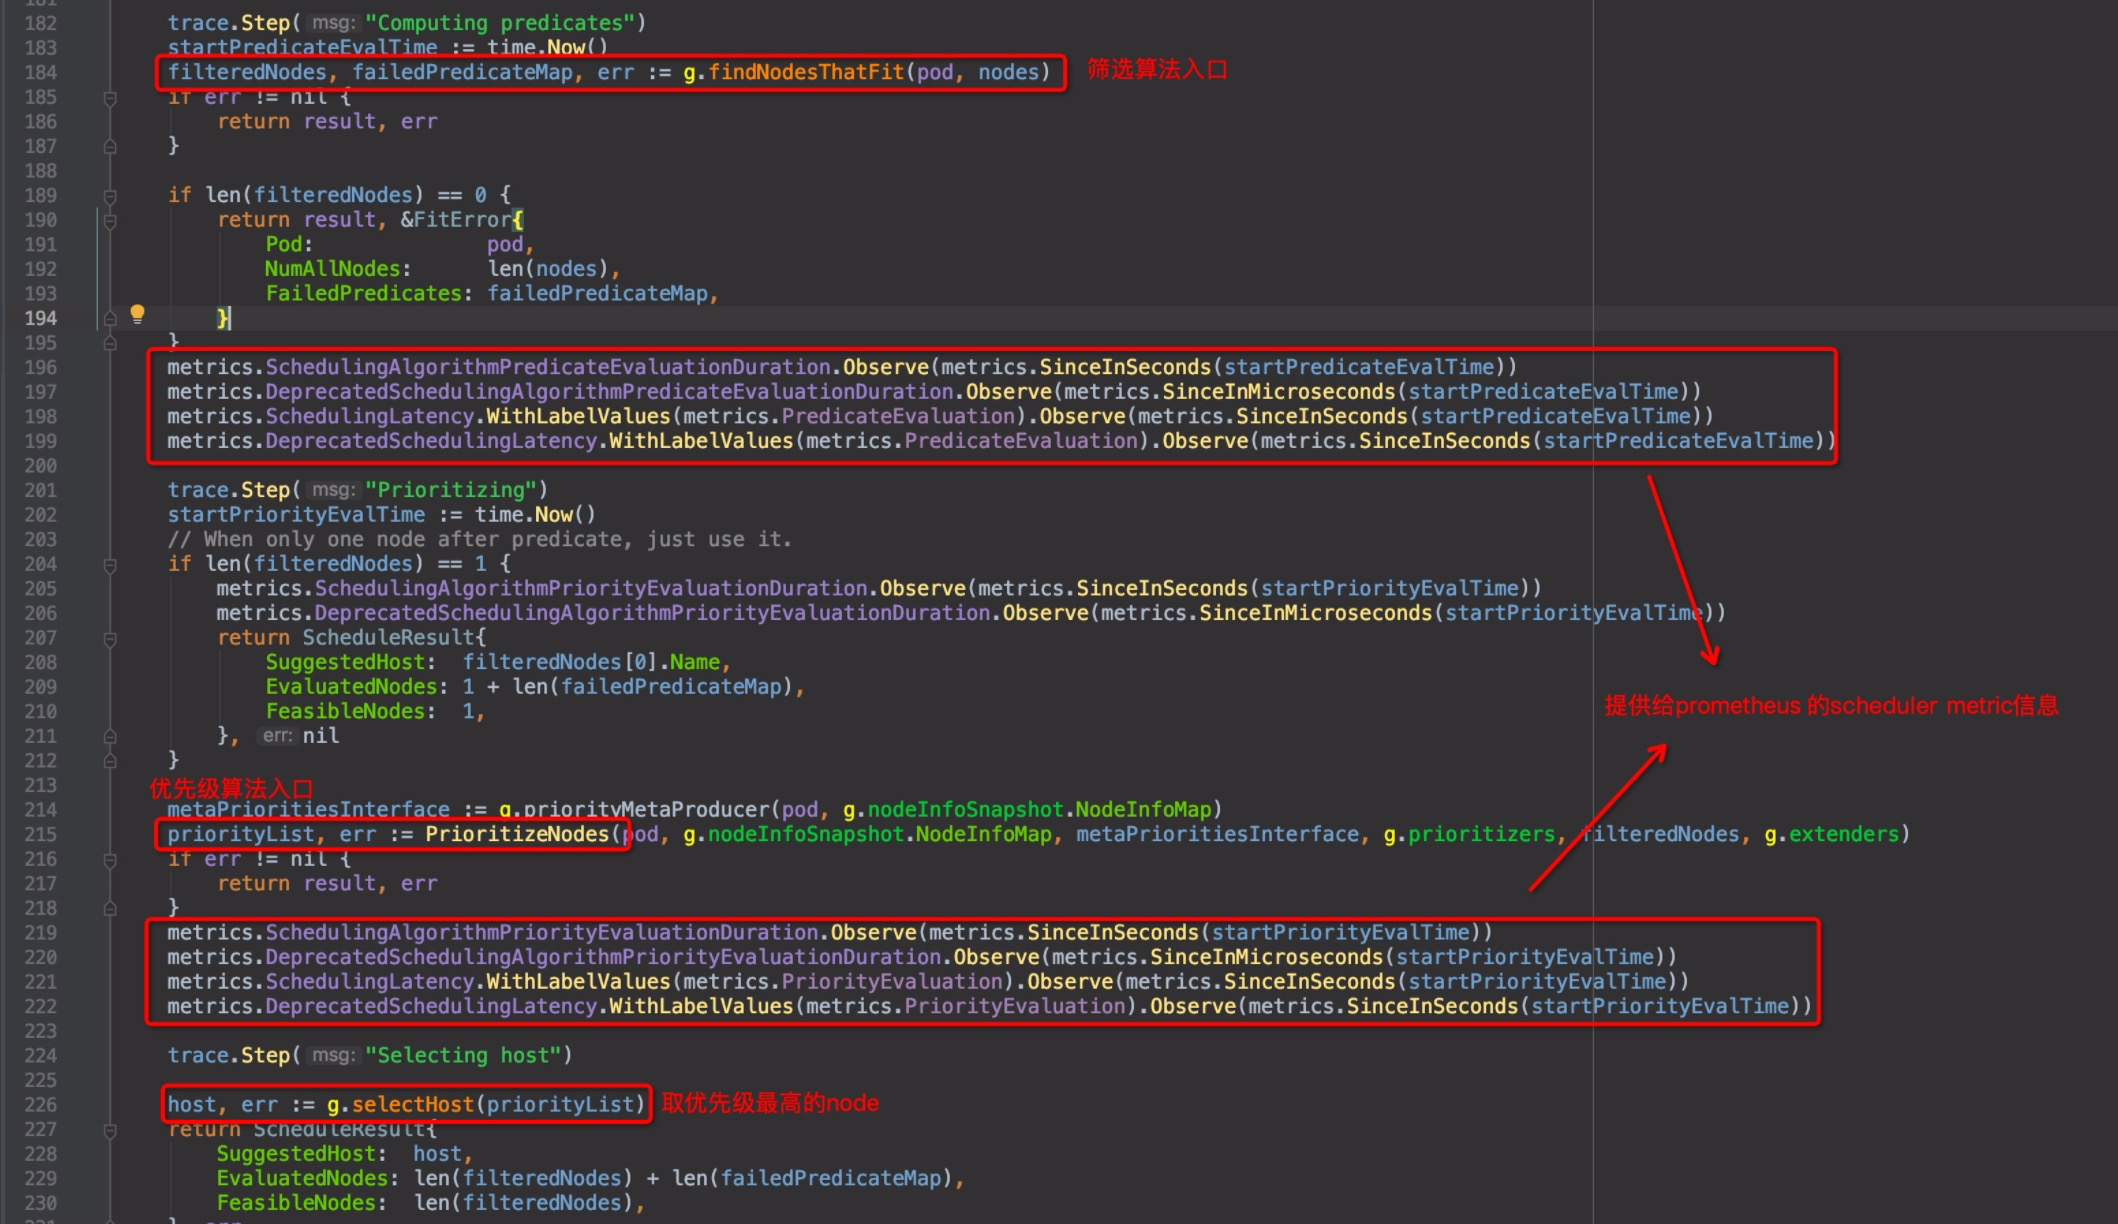 182 trace.Step( msg: "Computing predicates")
183 startPredicateEvalTime := time.Now()
184 filteredNodes, failedPredicateMap, err := g.findNodesThatFit(pod, nodes) 筛选算法入口
185 if err != nil {
186 return result, err
187 }
188
189 if len(filteredNodes) == 0 {
190 return result, &FitError{
191 Pod: pod,
192 NumAllNodes: len(nodes),
193 FailedPredicates: failedPredicateMap,
194 }
195 }
196 metrics.SchedulingAlgorithmPredicateEvaluationDuration.Observe(metrics.SinceInSeconds(startPredicateEvalTime))
197 metrics.DeprecatedSchedulingAlgorithmPredicateEvaluationDuration.Observe(metrics.SinceInMicroseconds(startPredicateEvalTime))
198 metrics.SchedulingLatency.WithLabelValues(metrics.PredicateEvaluation).Observe(metrics.SinceInSeconds(startPredicateEvalTime))
199 metrics.DeprecatedSchedulingLatency.WithLabelValues(metrics.PredicateEvaluation).Observe(metrics.SinceInSeconds(startPredicateEvalTime))
200
201 trace.Step( msg: "Prioritizing")
202 startPriorityEvalTime := time.Now()
203 // When only one node after predicate, just use it.
204 if len(filteredNodes) == 1 {
205 metrics.SchedulingAlgorithmPriorityEvaluationDuration.Observe(metrics.SinceInSeconds(startPriorityEvalTime))
206 metrics.DeprecatedSchedulingAlgorithmPriorityEvaluationDuration.Observe(metrics.SinceInMicroseconds(startPriorityEvalTime))
207 return ScheduleResult{
208 SuggestedHost: filteredNodes[0].Name,
209 EvaluatedNodes: 1 + len(failedPredicateMap),
提供给prometheus 的scheduler metric信息
210 FeasibleNodes: 1,
211 }, err: nil
212 }
213 优先级算法入口
214 metaPrioritiesInterface := g.priorityMetaProducer(pod, g.nodeInfoSnapshot.NodeInfoMap)
215 priorityList, err := PrioritizeNodes(pod, g.nodeInfoSnapshot.NodeInfoMap, metaPrioritiesInterface, g.prioritizers, filteredNodes, g.extenders)
216 if err != nil {
217 return result, err
218 }
219 metrics.SchedulingAlgorithmPriorityEvaluationDuration.Observe(metrics.SinceInSeconds(startPriorityEvalTime))
220 metrics.DeprecatedSchedulingAlgorithmPriorityEvaluationDuration.Observe(metrics.SinceInMicroseconds(startPriorityEvalTime))
221 metrics.SchedulingLatency.WithLabelValues(metrics.PriorityEvaluation).Observe(metrics.SinceInSeconds(startPriorityEvalTime))
222 metrics.DeprecatedSchedulingLatency.WithLabelValues(metrics.PriorityEvaluation).Observe(metrics.SinceInSeconds(startPriorityEvalTime))
223
224 trace.Step( msg: "Selecting host")
225
226 host, err := g.selectHost(priorityList) 取优先级最高的node
227 return ScheduleResult{
228 SuggestedHost: host,
229 EvaluatedNodes: len(filteredNodes) + len(failedPredicateMap),
230 FeasibleNodes: len(filteredNodes),